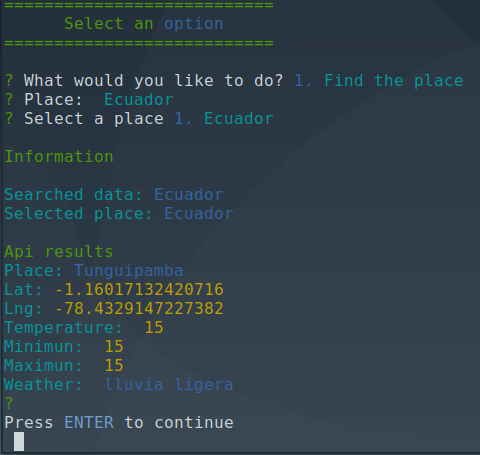 ===========================
Select an option
===========================
? What would you like to do? 1. Find the place
? Place: Ecuador
? Select a place 1. Ecuador
Information
Searched data: Ecuador
Selected place: Ecuador
Api results
Place: Tunguipamba
Lat: -1.16017132420716
Lng: -78.4329147227382
Temperature: 15
Minimun: 15
Maximun: 15
Weather: lluvia ligera
?
Press ENTER to continue